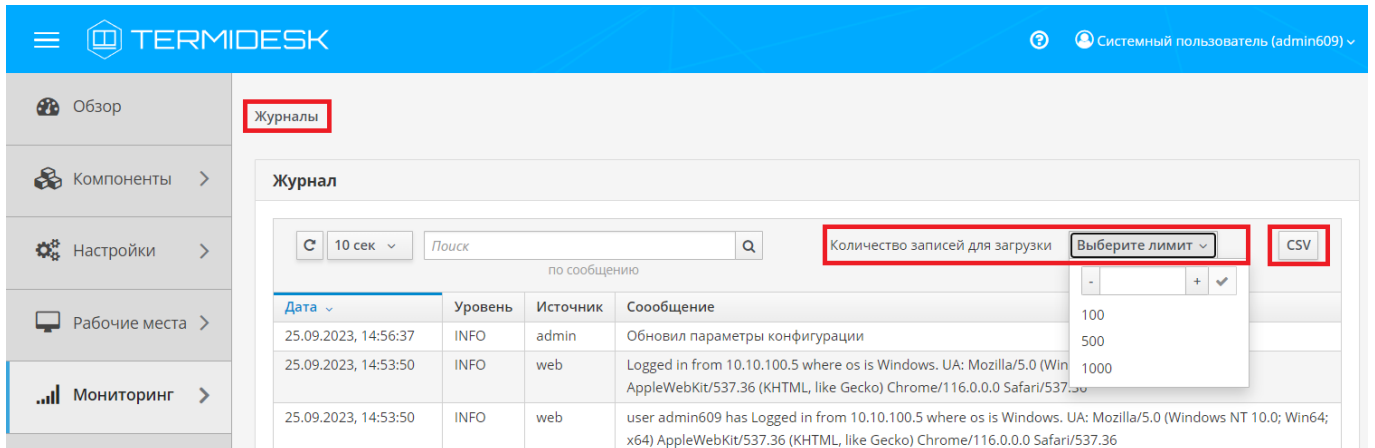 TERMIDESK
Системный пользователь (admin609)
Обзор
Компоненты
Настройки
Рабочие места
Мониторинг
Журналы
Журнал
10 сек
Поиск
по сообщению
Количество записей для загрузки
Выберите лимит
CSV
- +
100
500
1000
Дата Уровень Источник Соообщение
25.09.2023, 14:56:37 INFO admin Обновил параметры конфигурации
25.09.2023, 14:53:50 INFO web Logged in from 10.10.100.5 where os is Windows. UA: Mozilla/5.0 (Win
AppleWebKit/537.36 (KHTML, like Gecko) Chrome/116.0.0.0 Safari/537.36
25.09.2023, 14:53:50 INFO web user admin609 has Logged in from 10.10.100.5 where os is Windows. UA: Mozilla/5.0 (Windows NT 10.0; Win64;
x64) AppleWebKit/537.36 (KHTML, like Gecko) Chrome/116.0.0.0 Safari/537.36